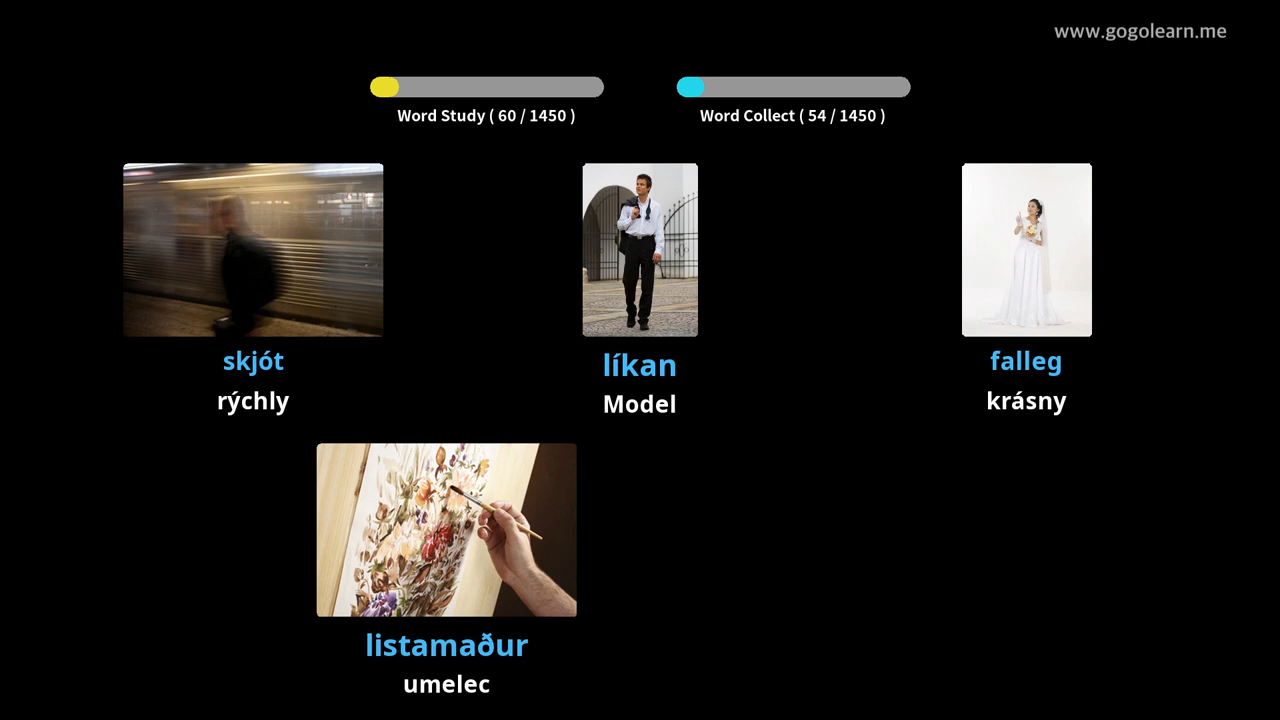 www.gogolearn.me
Word Study ( 60 / 1450 )
Word Collect ( 54 / 1450 )
skjót
líkan
falleg
rýchly
Model
krásny
listamaður
umelec